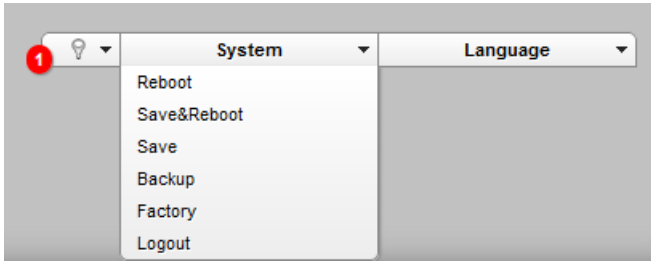 1
System
Language
Reboot
Save&Reboot
Save
Backup
Factory
Logout